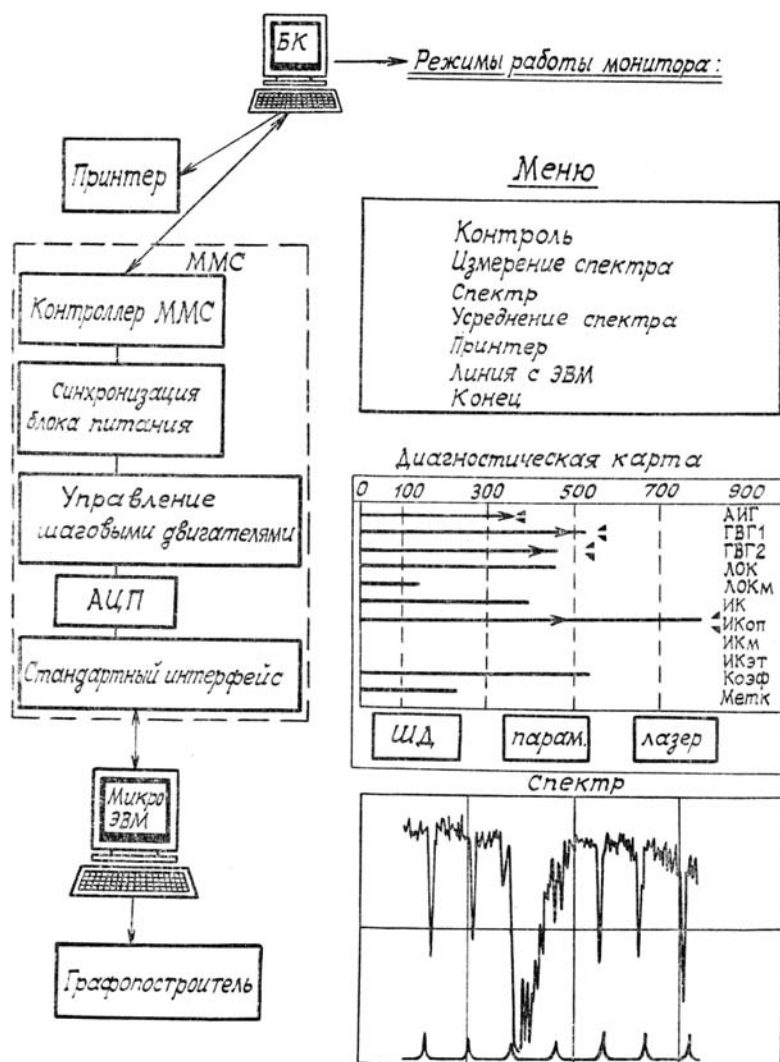 БК
Режимы работы монитора:
Принтер
ММС
Контроллер ММС
Синхронизация
блока питания
Управление
шаговыми двигателями
АЦП
Стандартный интерфейс
Микро
ЭВМ
Графопостроитель
Меню
Контроль
Измерение спектра
Спектр
Усреднение спектра
Принтер
Линия с ЭВМ
Конец
Диагностическая карта
0 100 300 500 700 900
АИГ
ГВГ1
ГВГ2
ЛОК
ЛОКм
ИК
ИКоп
ИКм
ИКэт
Коэф
Метк
ШД
парам.
лазер
Спектр